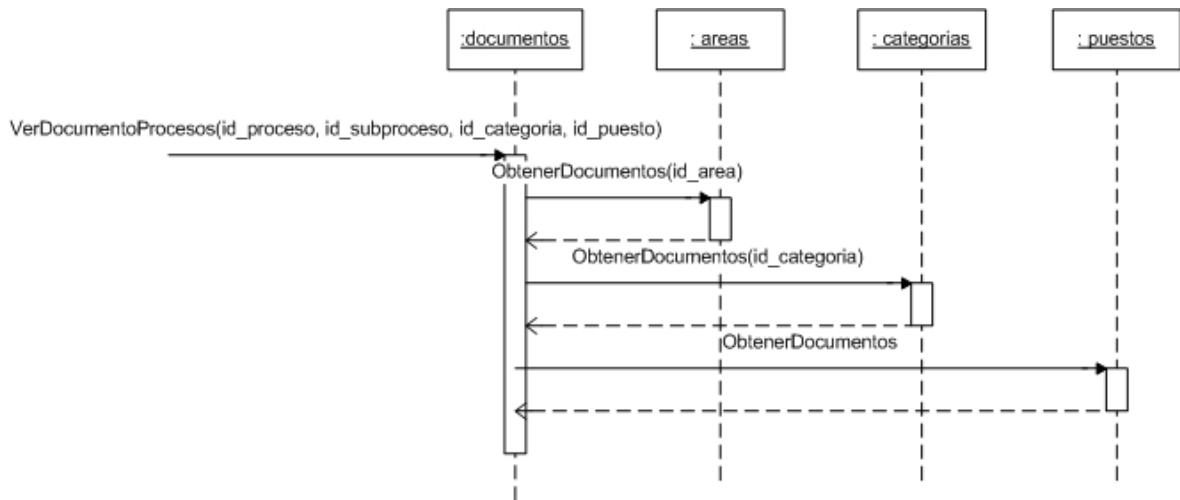 :documentos
: areas
: categorias
: puestos
VerDocumentoProcesos(id_proceso, id_subproceso, id_categoria, id_puesto)
ObtenerDocumentos(id_area)
ObtenerDocumentos(id_categoria)
ObtenerDocumentos